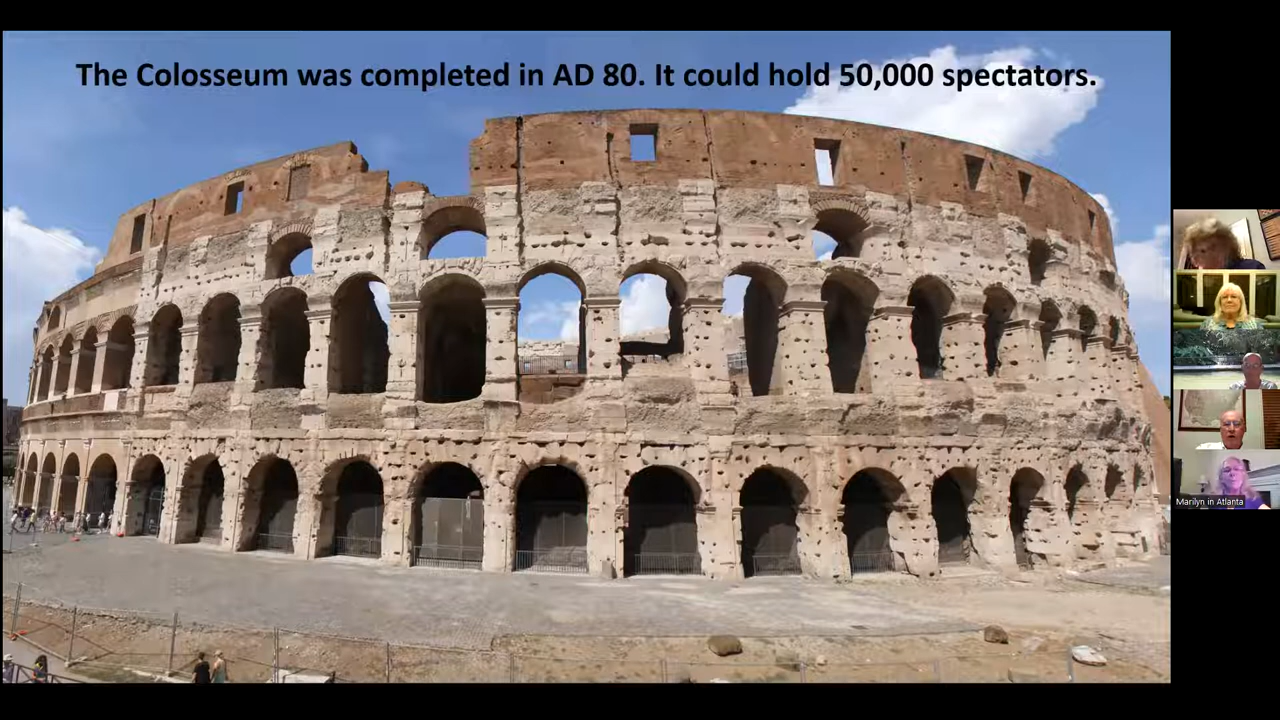 The Colosseum was completed in AD 80. It could hold 50,000 spectators.
Marilyn in Atlanta